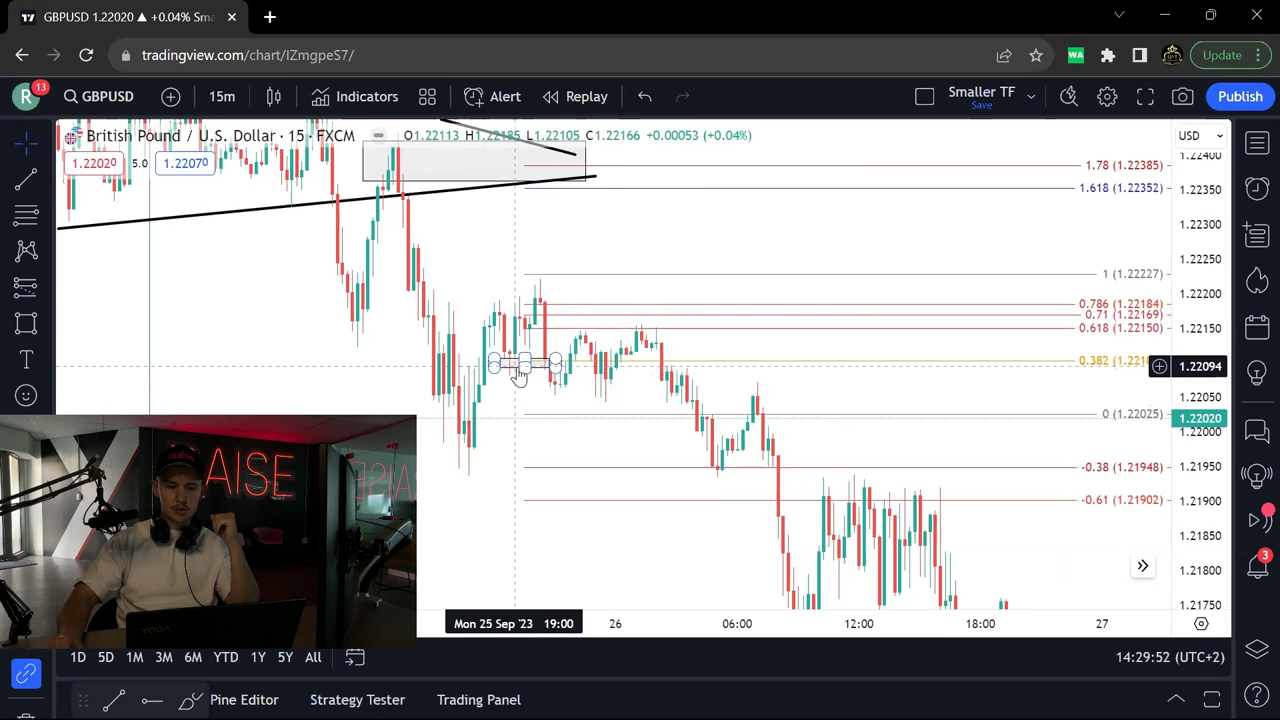 GBPUSD 1.22020 ▲ +0.04% Sma
tradingview.com/chart/lZmgpeS7/
WA
Update
R
13
GBPUSD
15m
Indicators
Alert
Replay
Smaller TF
Save
Publish
British Pound / U.S. Dollar · 15 · FXCM
O1.22113 H1.22185 L1.22105 C1.22166 +0.00053 (+0.04%)
USD
1.22020
5.0
1.22070
1.22400
1.78 (1.22385)
1.618 (1.22352)
1.22350
1.22300
1.22250
1 (1.22227)
1.22200
0.786 (1.22184)
0.71 (1.22169)
0.618 (1.22150)
1.22150
0.382 (1.221
1.22094
1.22050
0 (1.22025)
1.22020
1.22000
-0.38 (1.21948)
1.21950
-0.61 (1.21902)
1.21900
1.21850
1.21800
1.21750
AISE
YOGA
3
Mon 25 Sep '23 19:00
26
06:00
12:00
18:00
27
1D 5D 1M 3M 6M YTD 1Y 5Y All
14:29:52 (UTC+2)
Pine Editor
Strategy Tester
Trading Panel